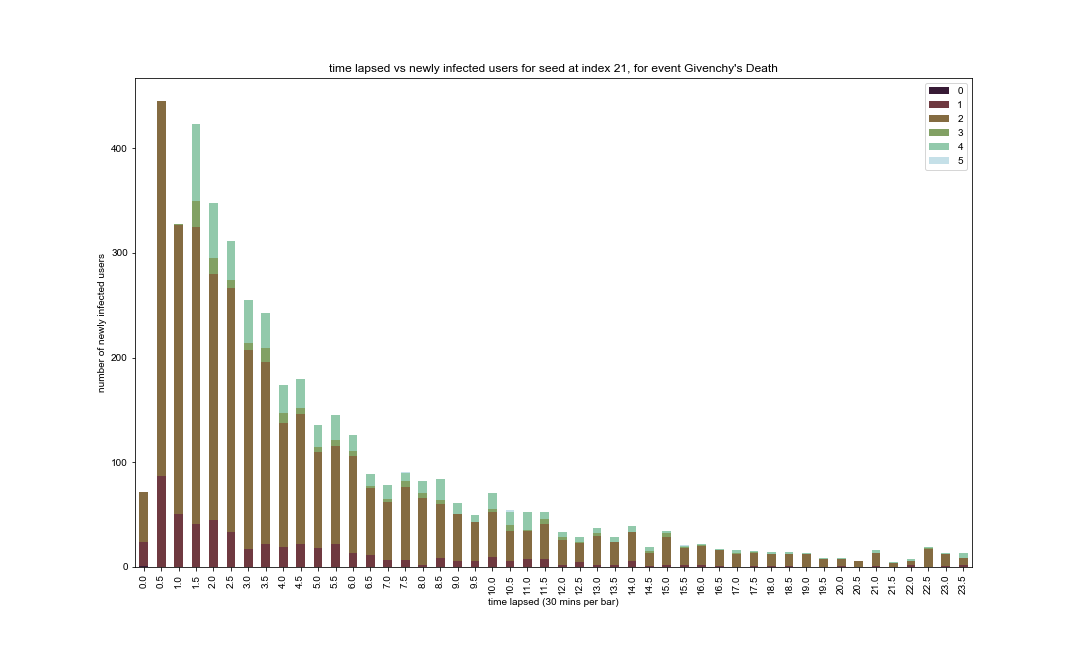 time lapsed vs newly infected users for seed at index 21, for event Givenchy's Death
0
1
2
3
4
5
400
300
200
100
0
number of newly infected users
0.0 0.5 1.0 1.5 2.0 2.5 3.0 3.5 4.0 4.5 5.0 5.5 6.0 6.5 7.0 7.5 8.0 8.5 9.0 9.5 10.0 10.5 11.0 11.5 12.0 12.5 13.0 13.5 14.0 14.5 15.0 15.5 16.0 16.5 17.0 17.5 18.0 18.5 19.0 19.5 20.0 20.5 21.0 21.5 22.0 22.5 23.0 23.5
time lapsed (30 mins per bar)